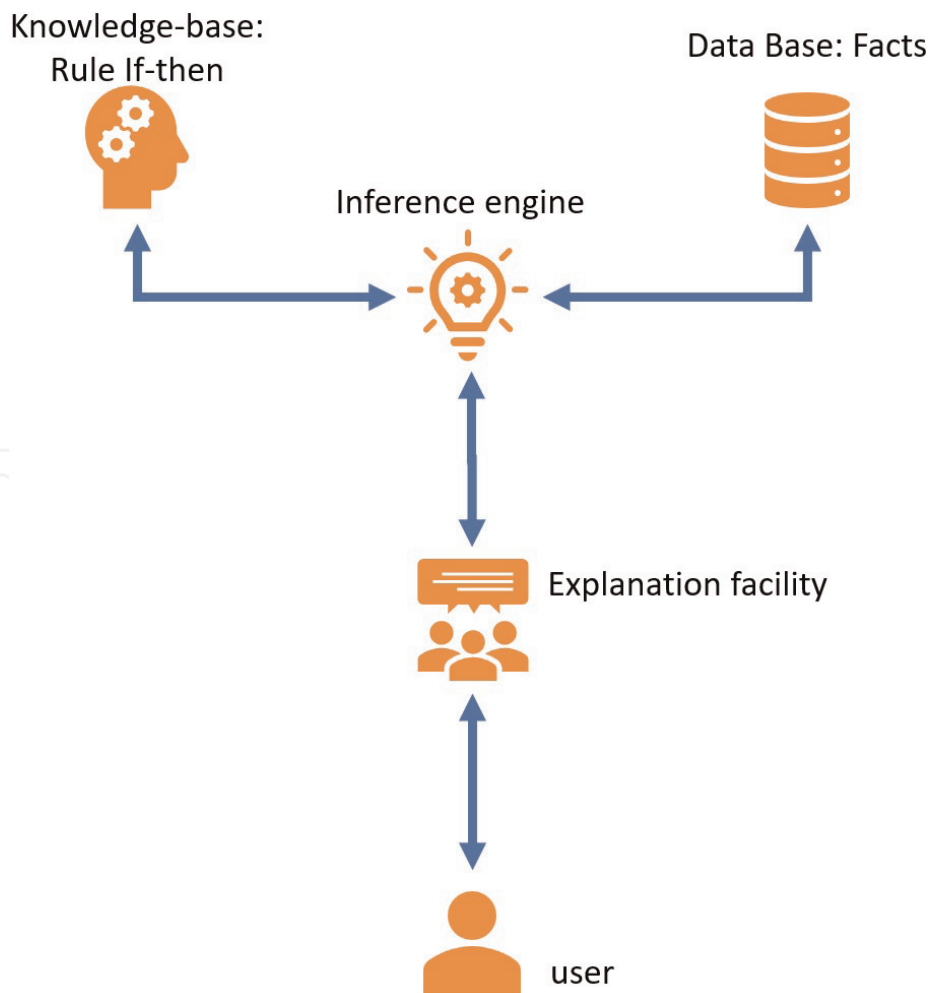 Knowledge-base:
Rule If-then
Data Base: Facts
Inference engine
Explanation facility
user